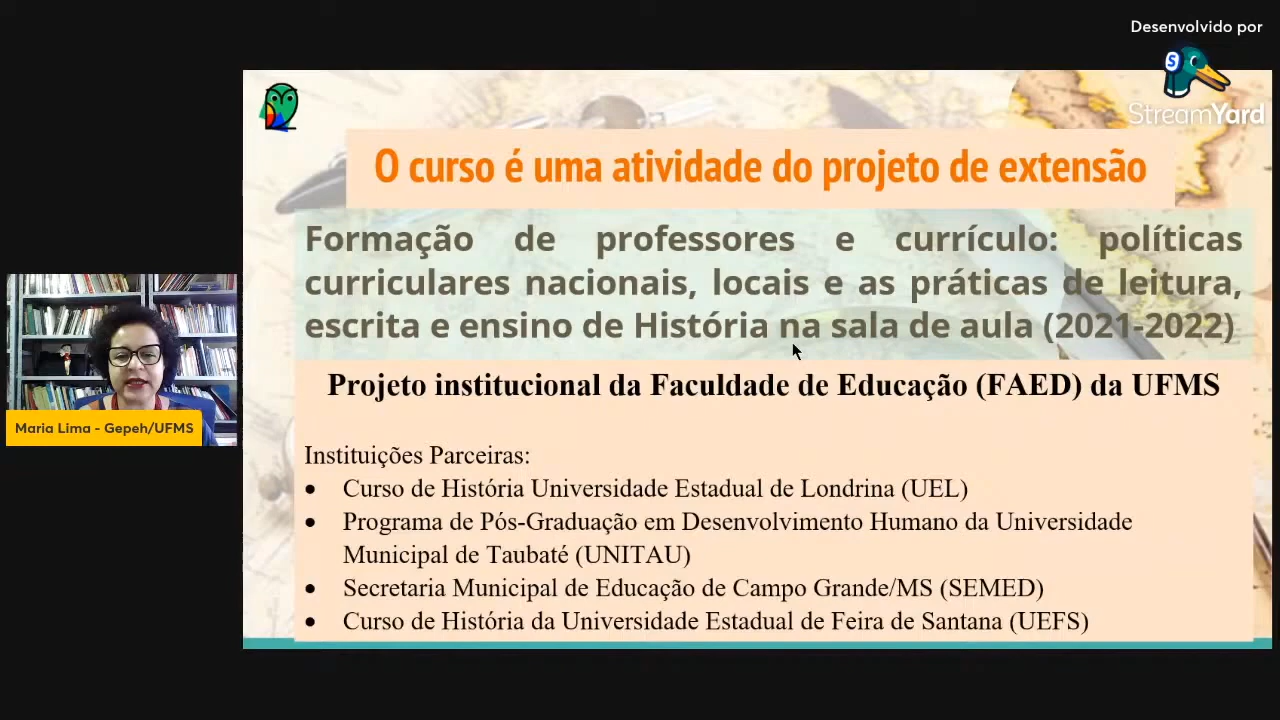 Desenvolvido por
S
StreamYard
O curso é uma atividade do projeto de extensão
Formação de professores e currículo: políticas
curriculares nacionais, locais e as práticas de leitura,
escrita e ensino de História na sala de aula (2021-2022)
Projeto institucional da Faculdade de Educação (FAED) da UFMS
Maria Lima - Gepeh/UFMS
Instituições Parceiras:
• Curso de História Universidade Estadual de Londrina (UEL)
• Programa de Pós-Graduação em Desenvolvimento Humano da Universidade
Municipal de Taubaté (UNITAU)
• Secretaria Municipal de Educação de Campo Grande/MS (SEMED)
• Curso de História da Universidade Estadual de Feira de Santana (UEFS)